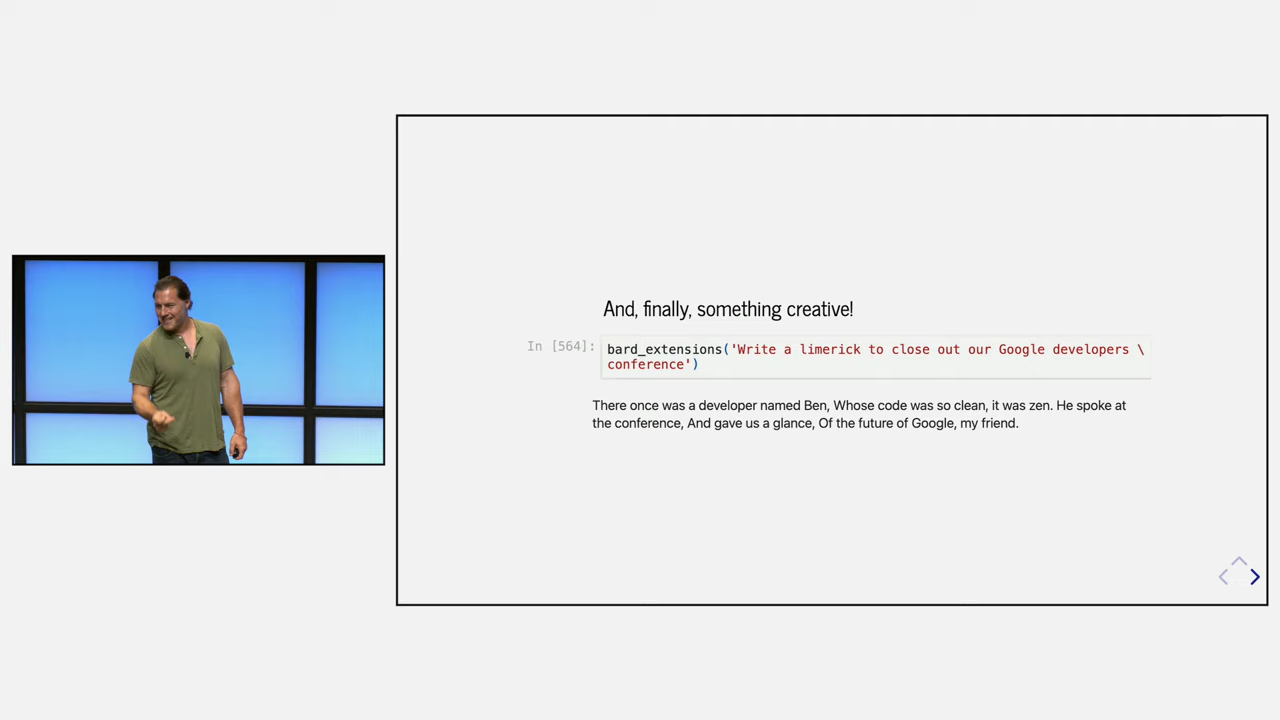 And, finally, something creative!
In [564]:
bard_extensions('Write a limerick to close out our Google developers \
conference')
There once was a developer named Ben, Whose code was so clean, it was zen. He spoke at
the conference, And gave us a glance, Of the future of Google, my friend.